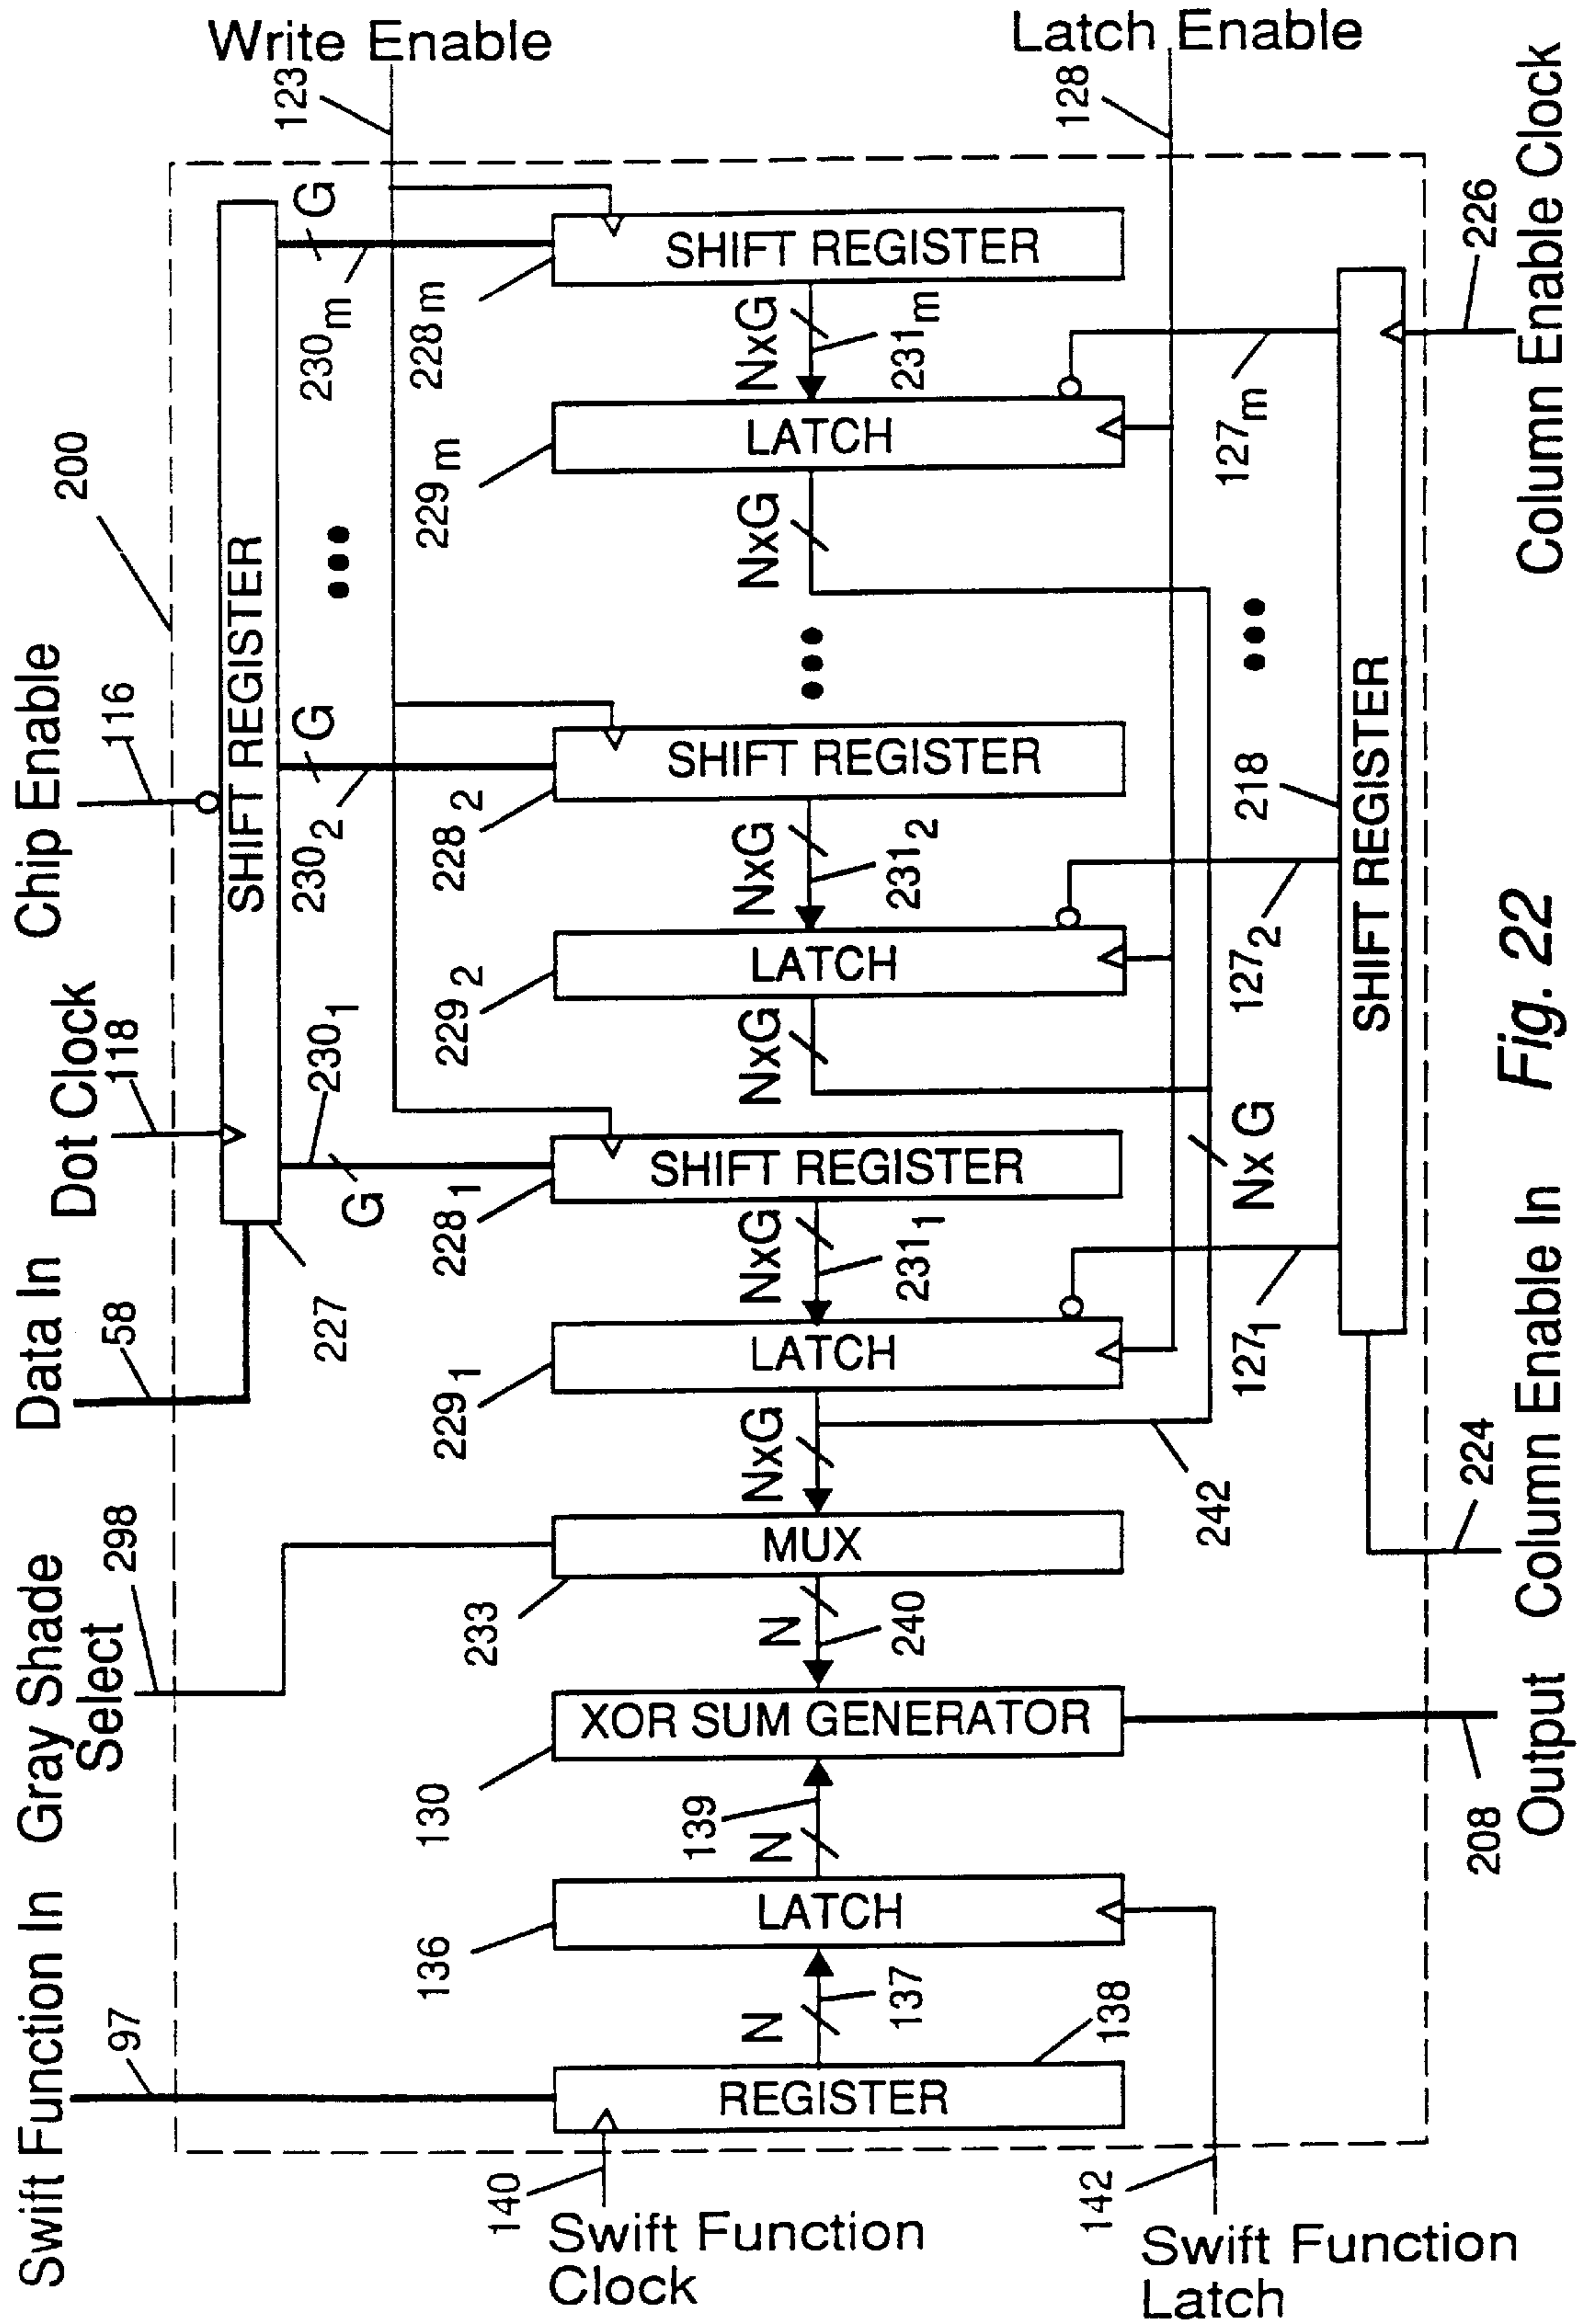 Swift Function In
Gray Shade
Select
Data In
Dot Clock
Chip Enable
97
298
58
118
116
200
Write Enable
123
SHIFT REGISTER
227
G
230₁
G
230₂
G
230ₘ
•••
140
Swift Function
Clock
REGISTER
138
N
137
136
LATCH
N
139
130
XOR SUM GENERATOR
N
240
233
MUX
NxG
229₁
LATCH
NxG
231₁
228₁
SHIFT REGISTER
NxG
229₂
LATCH
NxG
231₂
228₂
SHIFT REGISTER
•••
NxG
229ₘ
LATCH
NxG
231ₘ
228ₘ
SHIFT REGISTER
Latch Enable
128
142
Swift Function
Latch
242
NxG
127₁
127₂
•••
127ₘ
218
SHIFT REGISTER
208
224
226
Output
Column Enable In
Column Enable Clock
Fig. 22